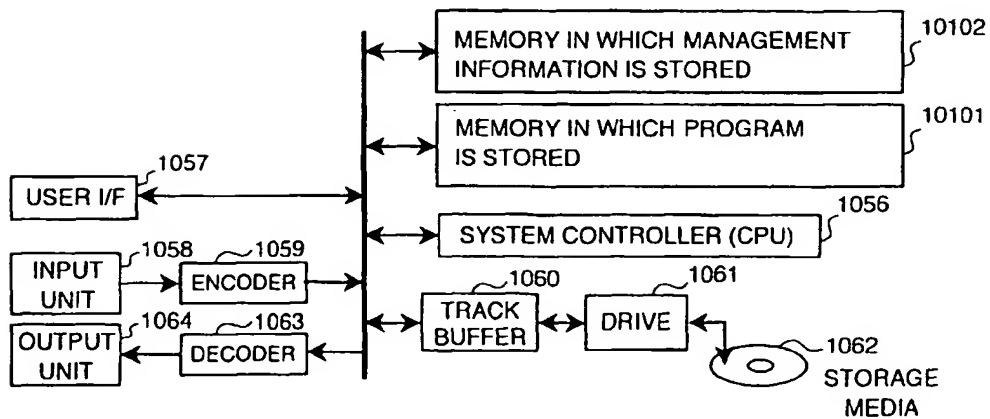 10102
MEMORY IN WHICH MANAGEMENT
INFORMATION IS STORED
10101
MEMORY IN WHICH PROGRAM
IS STORED
1057
USER I/F
1056
SYSTEM CONTROLLER (CPU)
1058
INPUT
UNIT
1059
ENCODER
1060
TRACK
BUFFER
1061
DRIVE
1064
OUTPUT
UNIT
1063
DECODER
1062
STORAGE
MEDIA